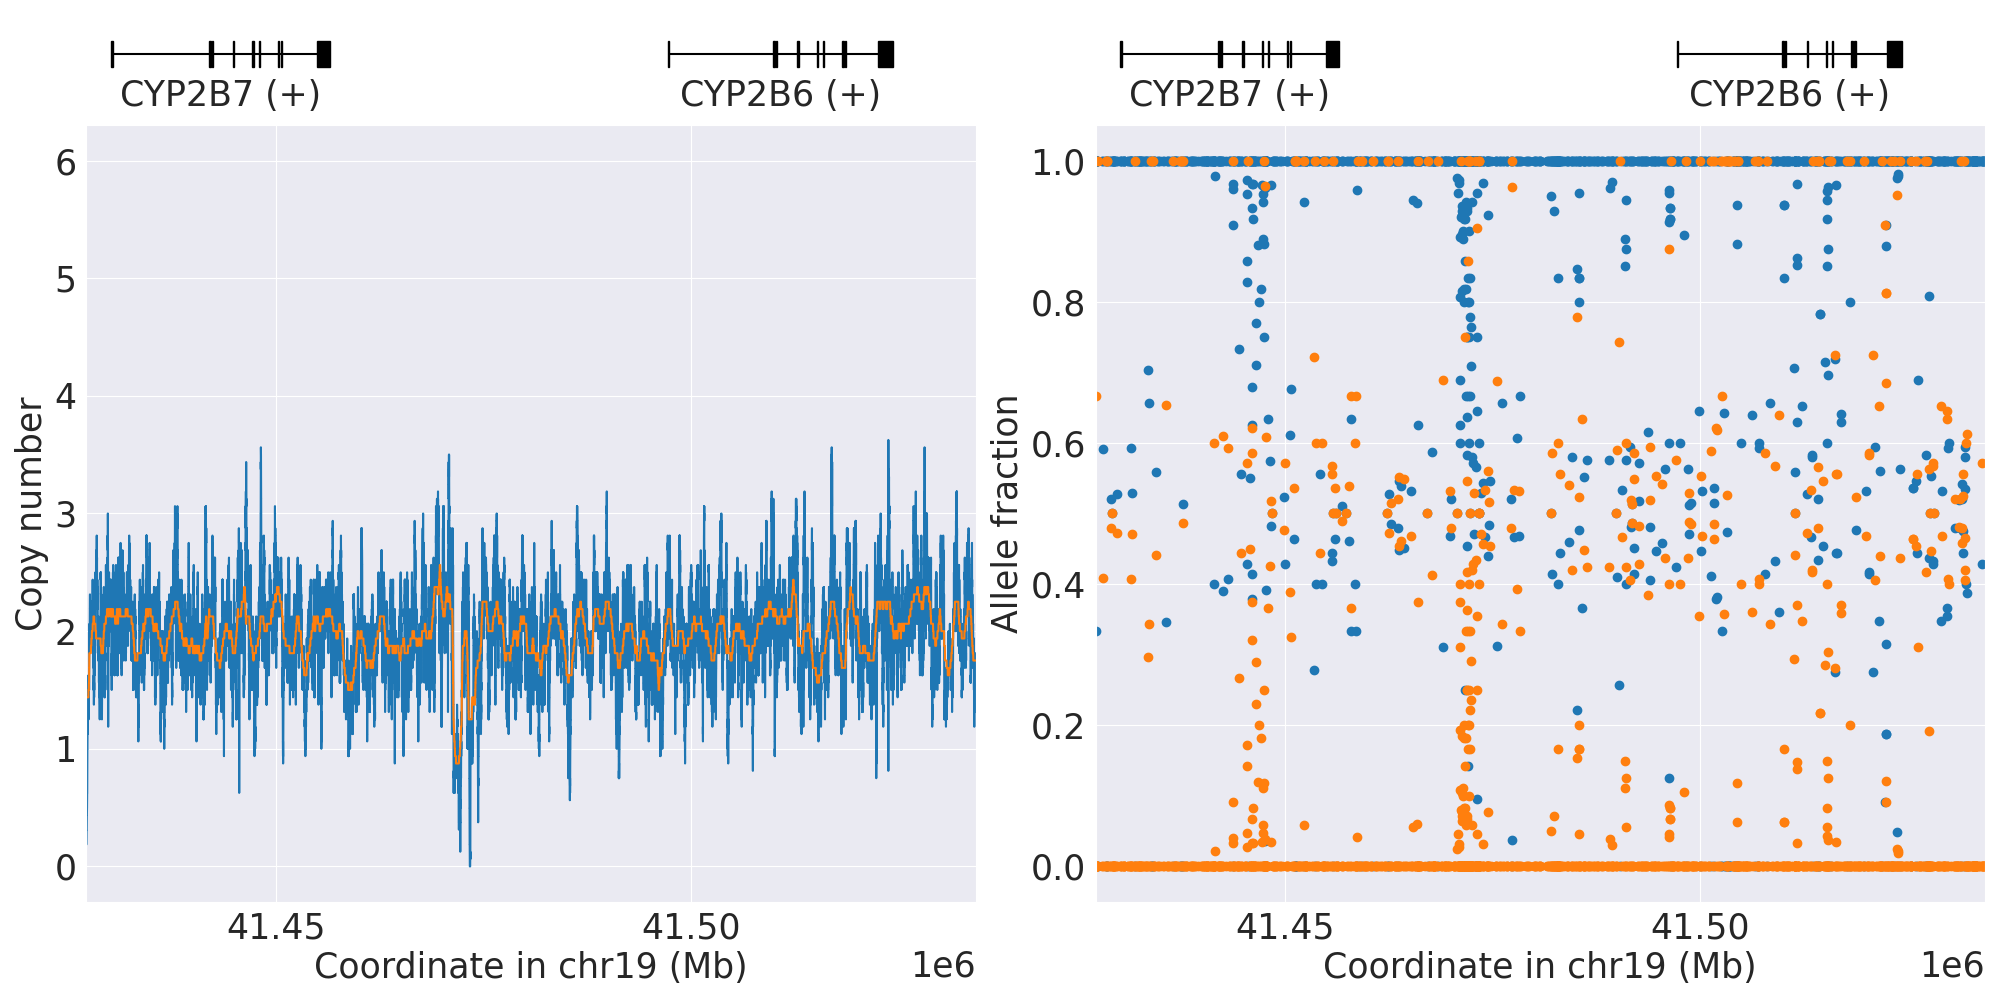 CYP2B7 (+)
CYP2B6 (+)
Copy number
6
5
4
3
2
1
0
41.45
41.50
Coordinate in chr19 (Mb)
1e6
CYP2B7 (+)
CYP2B6 (+)
Allele fraction
1.0
0.8
0.6
0.4
0.2
0.0
41.45
41.50
Coordinate in chr19 (Mb)
1e6